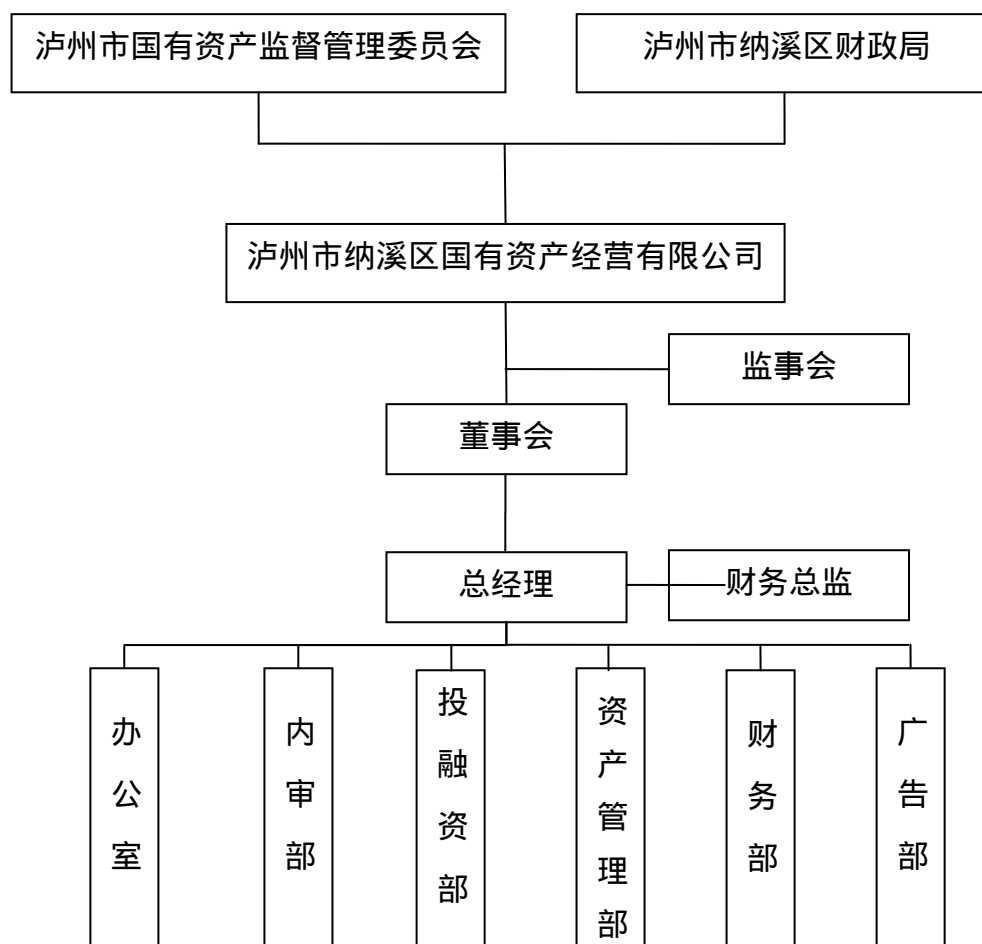 泸州市国有资产监督管理委员会
泸州市纳溪区财政局
泸州市纳溪区国有资产经营有限公司
监事会
董事会
总经理
财务总监
办公室
内审部
投融资部
资产管理部
财务部
广告部